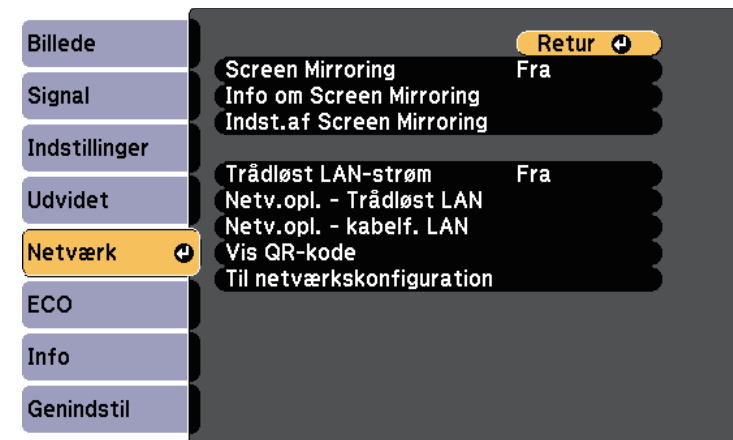 Billede
Signal
Indstillinger
Udvidet
Netværk
ECO
Info
Genindstil
Retur
Screen Mirroring Fra
Info om Screen Mirroring
Indst.af Screen Mirroring
Trådløst LAN-strøm Fra
Netv.opl. - Trådløst LAN
Netv.opl. - kabelf. LAN
Vis QR-kode
Til netværkskonfiguration